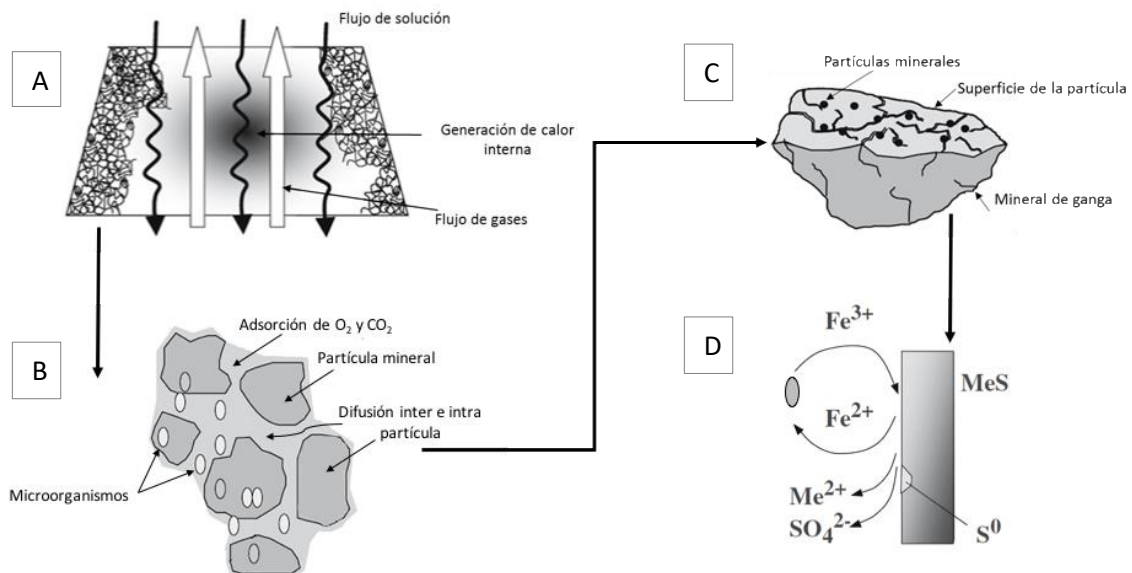 A
Flujo de solución
Generación de calor
interna
Flujo de gases
B
Adsorción de O₂ y CO₂
Partícula mineral
Difusión inter e intra
partícula
Microorganismos
C
Partículas minerales
Superficie de la partícula
Mineral de ganga
D
Fe³⁺
MeS
Fe²⁺
Me²⁺
SO₄²⁻
S⁰